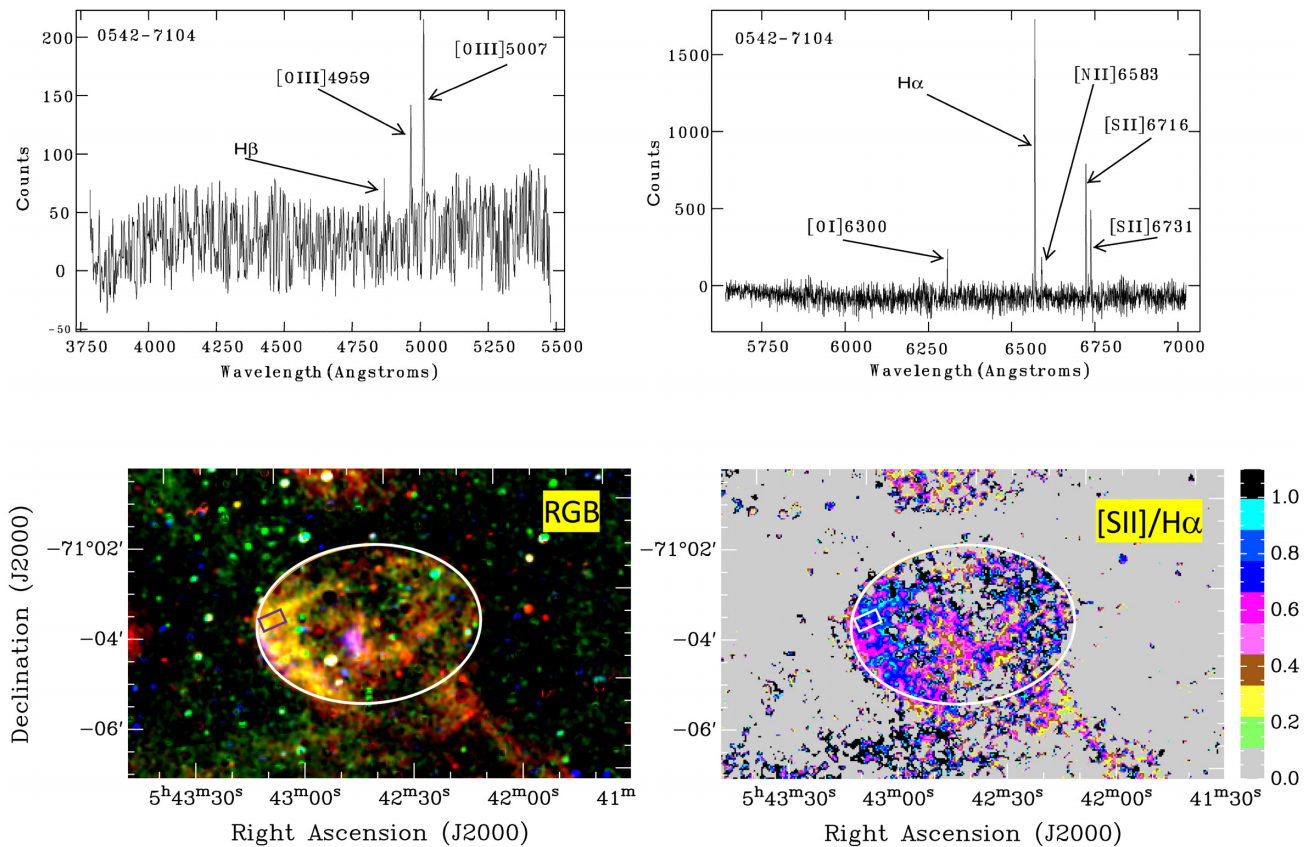 0542-7104
[OIII]5007
[OIII]4959
Hβ
200
150
100
50
0
-50
Counts
3750 4000 4250 4500 4750 5000 5250 5500
Wavelength(Angstroms)
0542-7104
Hα
[NII]6583
[SII]6716
[OI]6300
[SII]6731
1500
1000
500
0
Counts
5750 6000 6250 6500 6750 7000
Wavelength(Angstroms)
RGB
−71°02′
−04′
−06′
Declination (J2000)
5ʰ43ᵐ30ˢ 43ᵐ00ˢ 42ᵐ30ˢ 42ᵐ00ˢ 41ᵐ
Right Ascension (J2000)
[SII]/Hα
−71°02′
−04′
−06′
5ʰ43ᵐ30ˢ 43ᵐ00ˢ 42ᵐ30ˢ 42ᵐ00ˢ 41ᵐ30ˢ
Right Ascension (J2000)
1.0
0.8
0.6
0.4
0.2
0.0